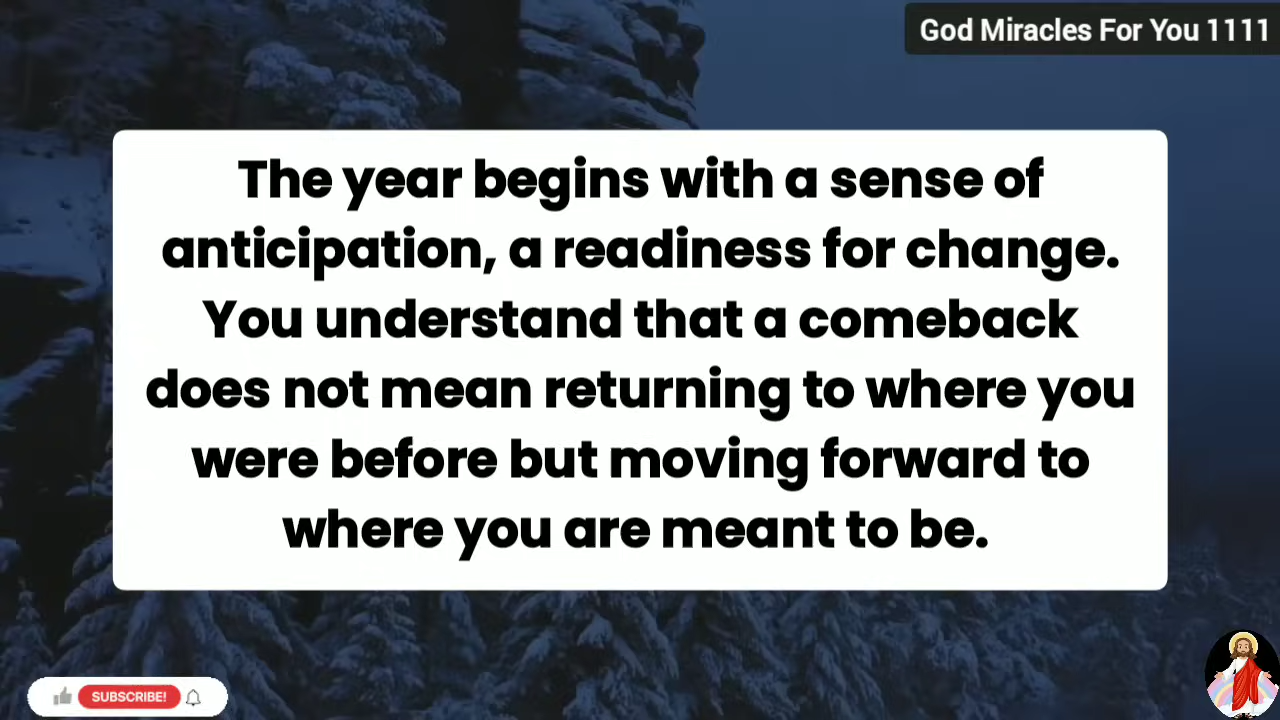 God Miracles For You 1111
The year begins with a sense of
anticipation, a readiness for change.
You understand that a comeback
does not mean returning to where you
were before but moving forward to
where you are meant to be.
SUBSCRIBE!